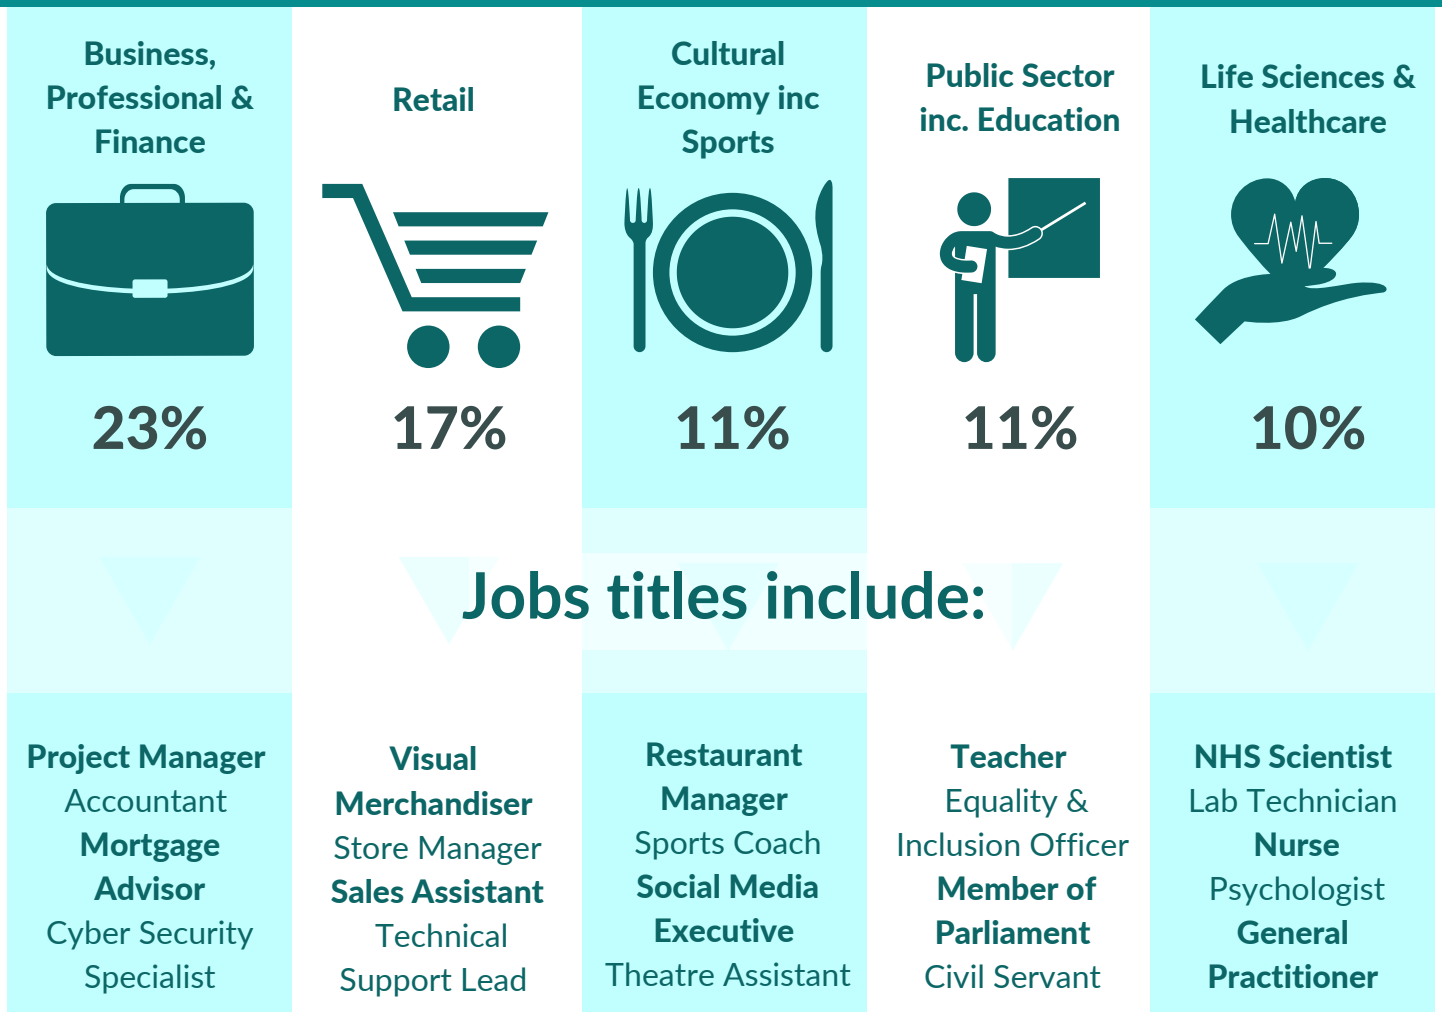 Business,
Professional &
Finance
23%
Retail
17%
Cultural
Economy inc
Sports
11%
Public Sector
inc. Education
11%
Life Sciences &
Healthcare
10%
Jobs titles include:
Project Manager
Accountant
Mortgage
Advisor
Cyber Security
Specialist
Visual
Merchandiser
Store Manager
Sales Assistant
Technical
Support Lead
Restaurant
Manager
Sports Coach
Social Media
Executive
Theatre Assistant
Teacher
Equality &
Inclusion Officer
Member of
Parliament
Civil Servant
NHS Scientist
Lab Technician
Nurse
Psychologist
General
Practitioner